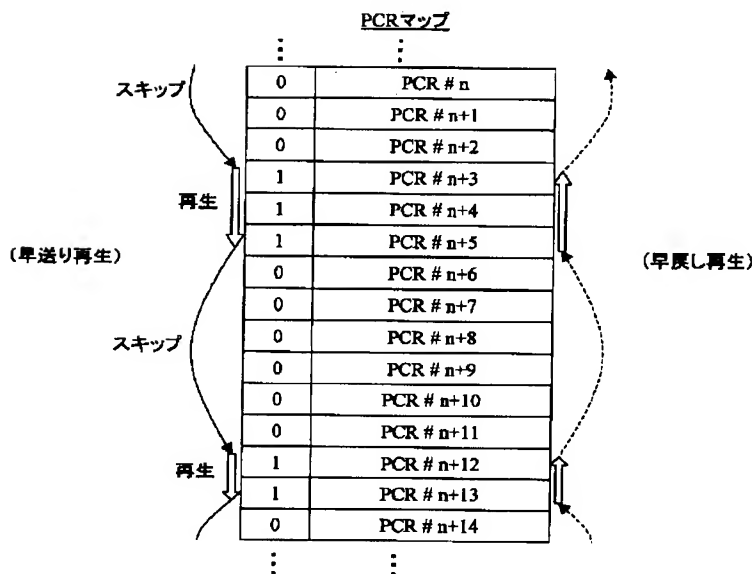 PCRマップ
スキップ
0 PCR # n
0 PCR # n+1
0 PCR # n+2
再生
1 PCR # n+3
1 PCR # n+4
1 PCR # n+5
(早送り再生)
(早戻し再生)
0 PCR # n+6
0 PCR # n+7
スキップ
0 PCR # n+8
0 PCR # n+9
0 PCR # n+10
0 PCR # n+11
再生
1 PCR # n+12
1 PCR # n+13
0 PCR # n+14